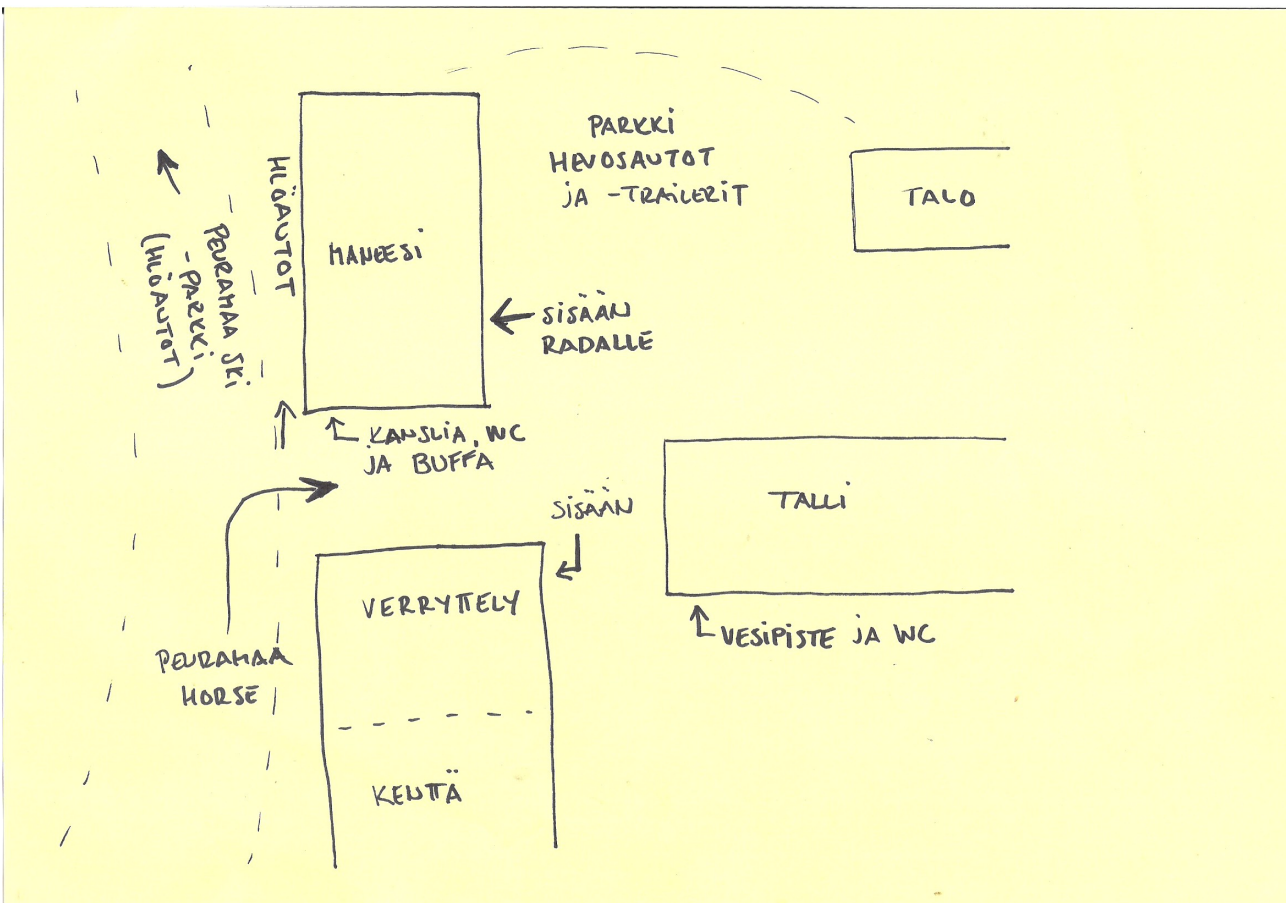 PARKKI
HEVOSAUTOT
JA -TRAILERIT
TALO
HLÖAUTOT
MANEESI
PEURAMAA SKI
- PARKKI
(HLÖAUTOT)
SISÄÄN
RADALLE
KANSLIA, WC
JA BUFFA
SISÄÄN
TALLI
VERRYTTELY
VESIPISTE JA WC
PEURAMAA
HORSE
KENTTÄ